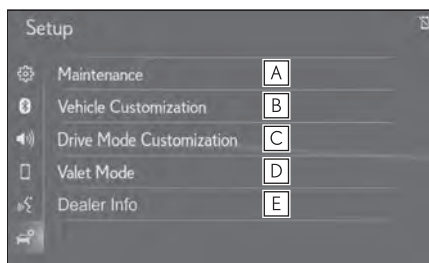 Setup
Maintenance A
Vehicle Customization B
Drive Mode Customization C
Valet Mode D
Dealer Info E